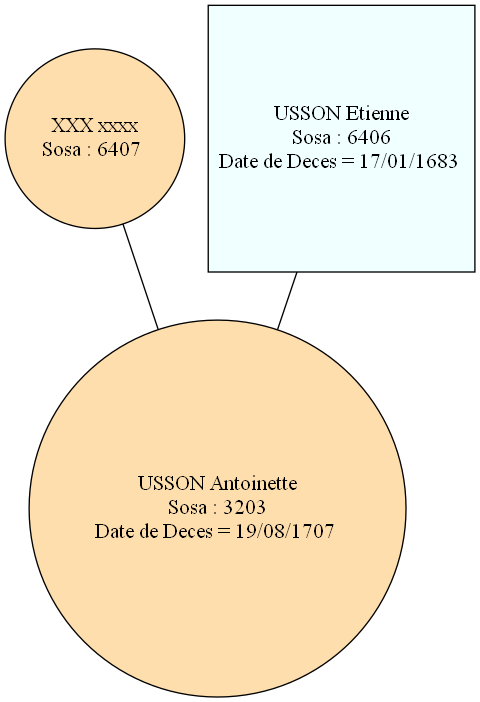 XXX xxxx
Sosa : 6407
USSON Etienne
Sosa : 6406
Date de Deces = 17/01/1683
USSON Antoinette
Sosa : 3203
Date de Deces = 19/08/1707